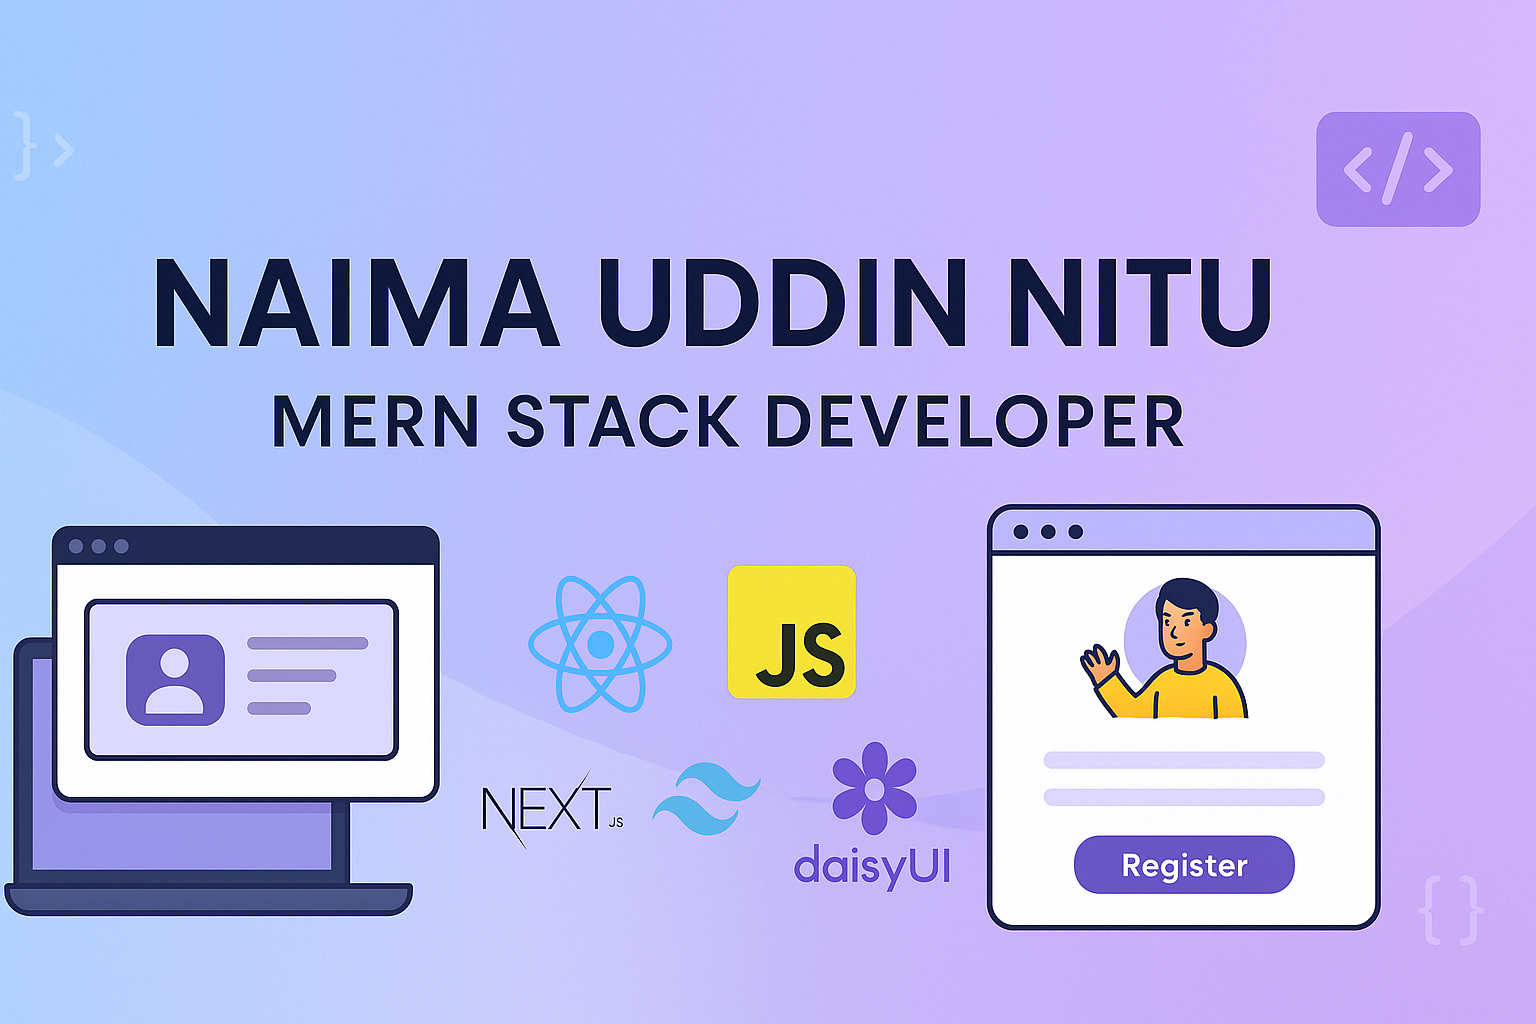 }>
</>
NAIMA UDDIN NITU
MERN STACK DEVELOPER
JS
NEXT.JS
daisyUI
Register
{}